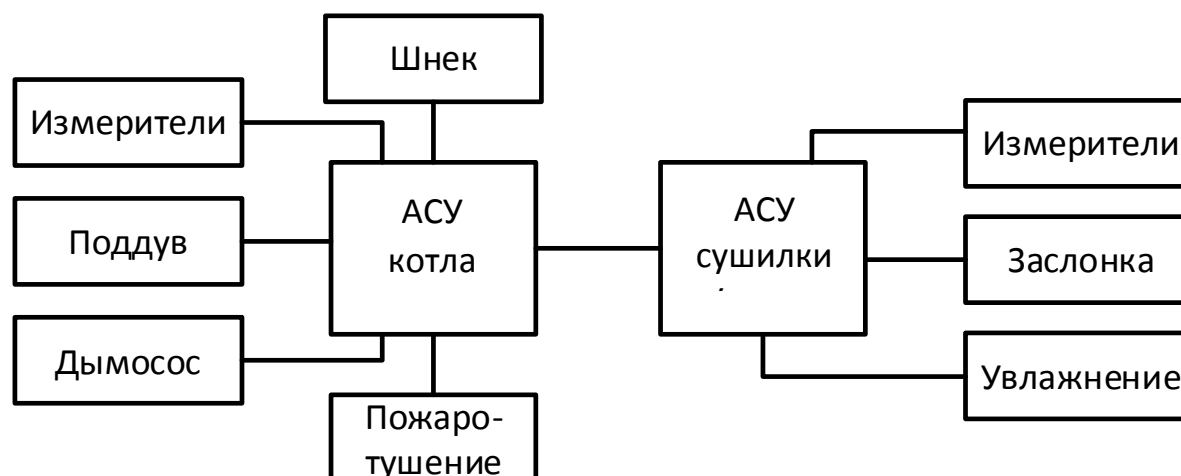 Шнек
Измерители
Поддув
Дымосос
АСУ
котла
Пожаро-
тушение
АСУ
сушилки
Измерители
Заслонка
Увлажнение